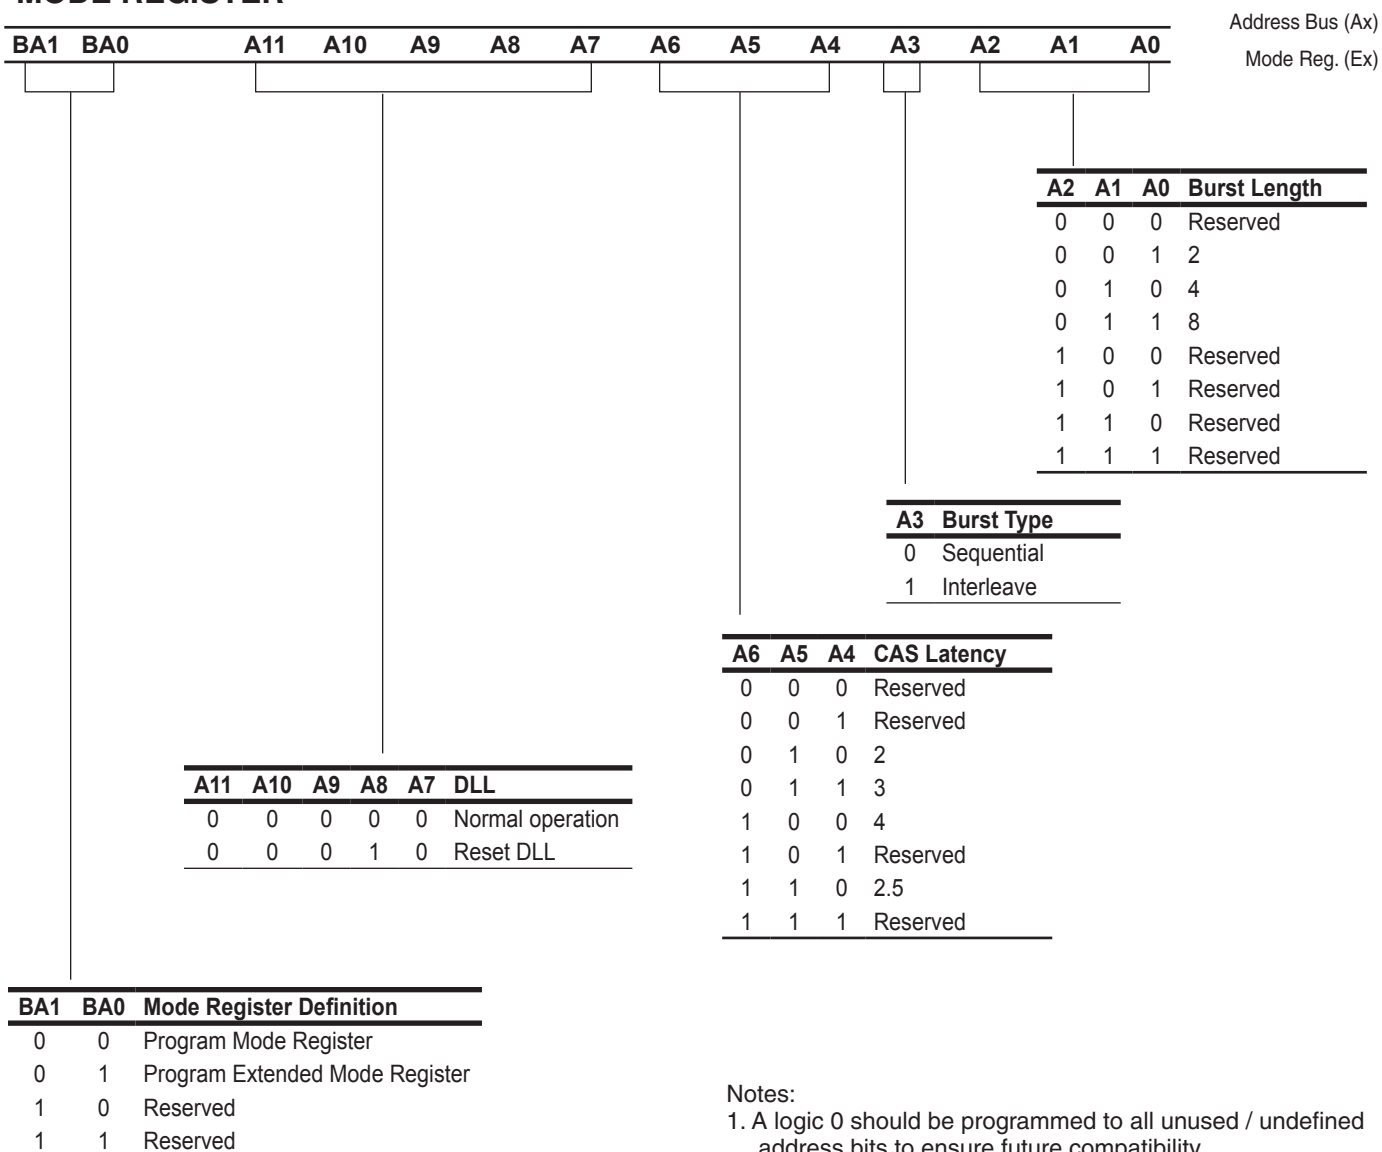 MODE REGISTER
Address Bus (Ax)
BA1 BA0 A11 A10 A9 A8 A7 A6 A5 A4 A3 A2 A1 A0
Mode Reg. (Ex)
A2 A1 A0 Burst Length
0 0 0 Reserved
0 0 1 2
0 1 0 4
0 1 1 8
1 0 0 Reserved
1 0 1 Reserved
1 1 0 Reserved
1 1 1 Reserved
A3 Burst Type
0 Sequential
1 Interleave
A6 A5 A4 CAS Latency
0 0 0 Reserved
0 0 1 Reserved
0 1 0 2
0 1 1 3
1 0 0 4
1 0 1 Reserved
1 1 0 2.5
1 1 1 Reserved
A11 A10 A9 A8 A7 DLL
0 0 0 0 0 Normal operation
0 0 0 1 0 Reset DLL
BA1 BA0 Mode Register Definition
0 0 Program Mode Register
0 1 Program Extended Mode Register
1 0 Reserved
1 1 Reserved
Notes:
1. A logic 0 should be programmed to all unused / undefined
address bits to ensure future compatibility